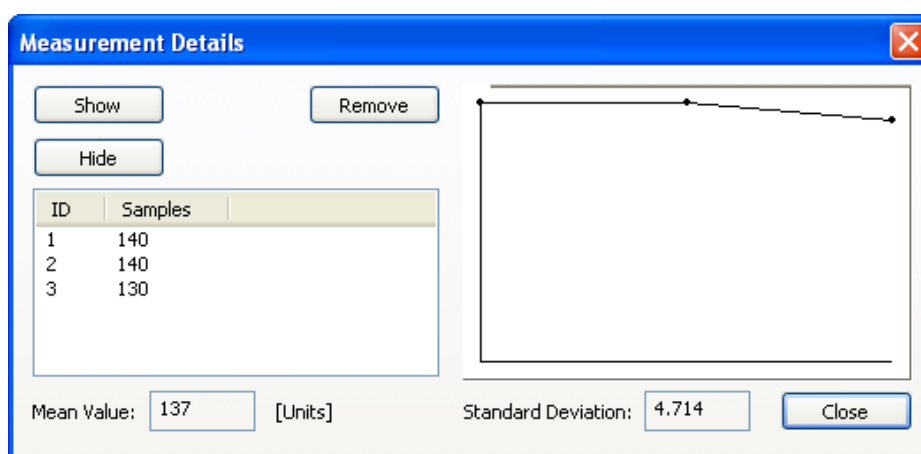 Measurement Details
Show
Remove
Hide
ID Samples
1 140
2 140
3 130
Mean Value: 137 [Units]
Standard Deviation: 4.714
Close